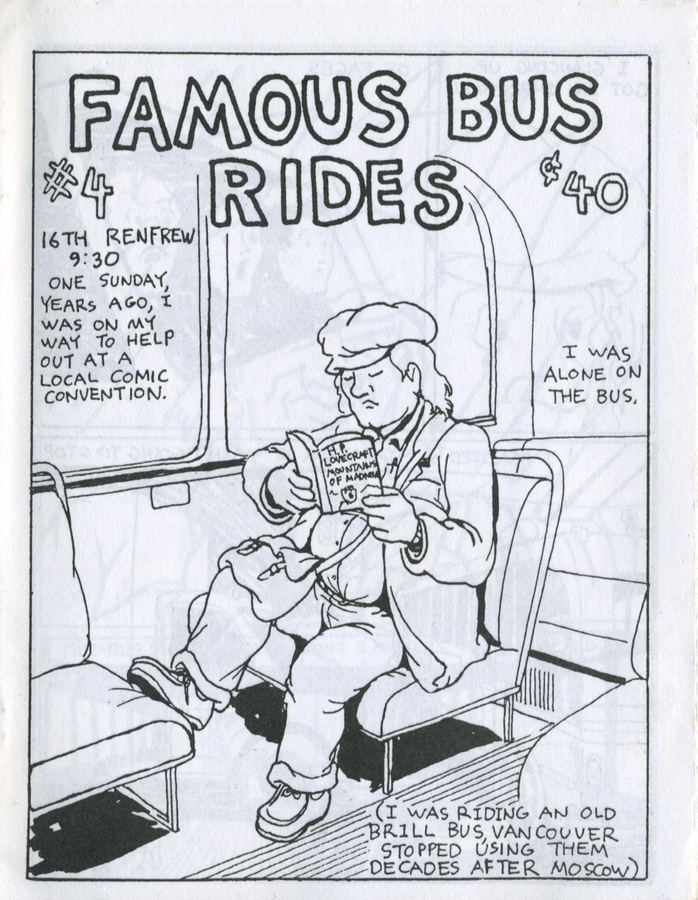 FAMOUS BUS
RIDES
#4
¢40
16TH RENFREW
9:30
ONE SUNDAY,
YEARS AGO, I
WAS ON MY
WAY TO HELP
OUT AT A
LOCAL COMIC
CONVENTION.
I WAS
ALONE ON
THE BUS.
H.P.
LOVECRAFT
MOUNTAINS
OF MADNESS
(I WAS RIDING AN OLD
BRILL BUS, VANCOUVER
STOPPED USING THEM
DECADES AFTER MOSCOW)